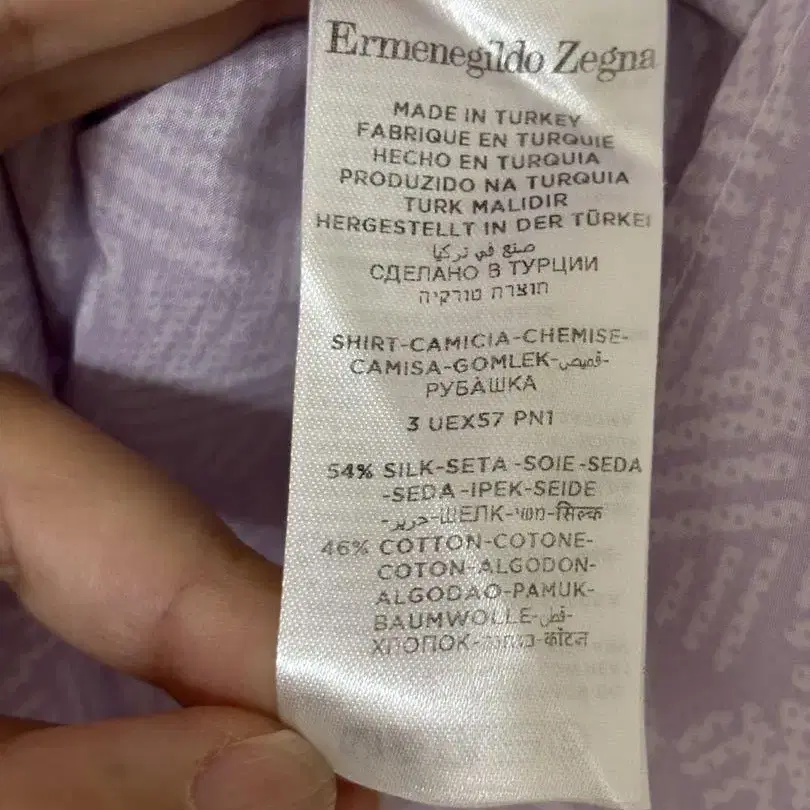 Ermenegildo Zegna
MADE IN TURKEY
FABRIQUE EN TURQUIE
HECHO EN TURQUIA
PRODUZIDO NA TURQUIA
TURK MALIDIR
HERGESTELLT IN DER TÜRKEI
صنع في تركيا
СДЕЛАНО В ТУРЦИИ
תוצרת טורקיה
SHIRT-CAMICIA-CHEMISE-
CAMISA-GOMLEK-قميص-
РУБАШКА
3 UEX57 PN1
54% SILK-SETA-SOIE-SEDA
-SEDA-IPEK-SEIDE
-حرير-ШЕЛК-משי-सिल्क
46% COTTON-COTONE-
COTON-ALGODON-
ALGODAO-PAMUK-
BAUMWOLLE-قطن-
ХЛОПОК-כותנה-कॉटन